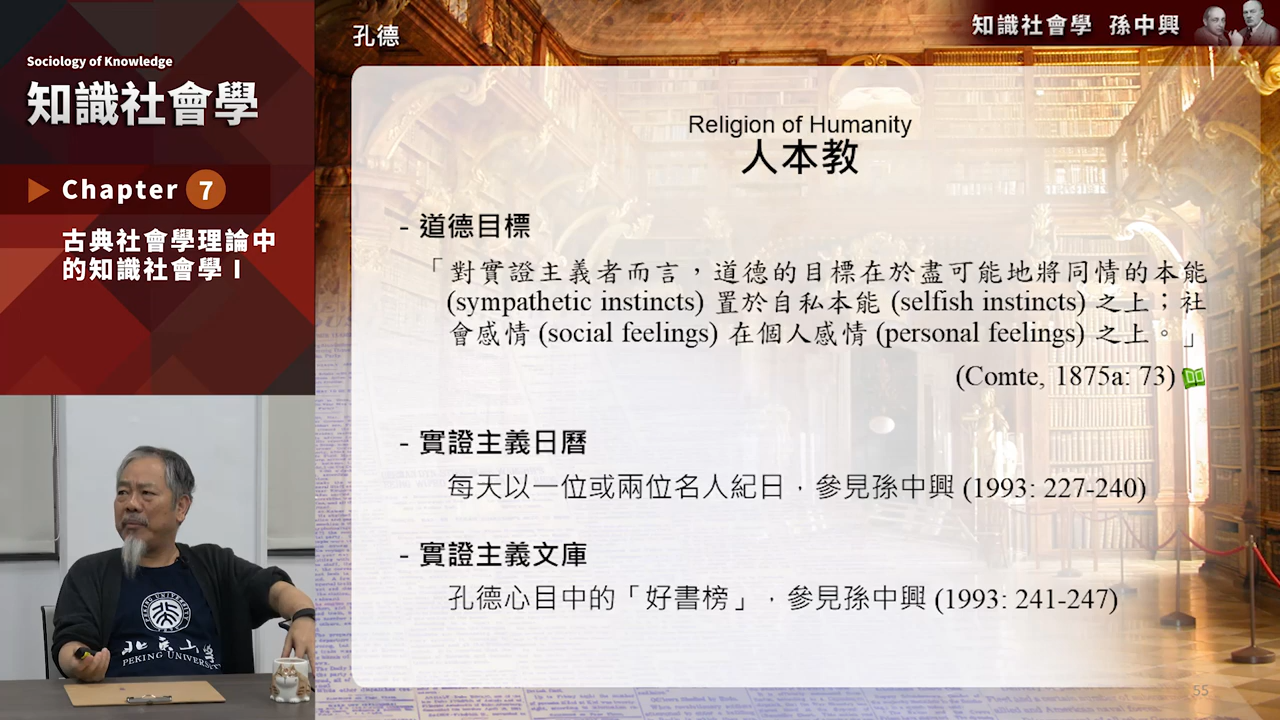 Sociology of Knowledge
知識社會學
Chapter 7
古典社會學理論中
的知識社會學 I
孔德
知識社會學 孫中興
Religion of Humanity
人本教
- 道德目標
「對實證主義者而言，道德的目標在於盡可能地將同情的本能
(sympathetic instincts) 置於自私本能 (selfish instincts) 之上；社
會感情 (social feelings) 在個人感情 (personal feelings) 之上。」
(Comte, 1875a: 73)
- 實證主義日曆
每天以一位或兩位名人紀日，參見孫中興 (1993: 227-240)
- 實證主義文庫
孔德心目中的「好書榜」，參見孫中興 (1993: 241-247)
55
PEKING UNIVERSITY
北京大學
PEKING UNIVERSITY